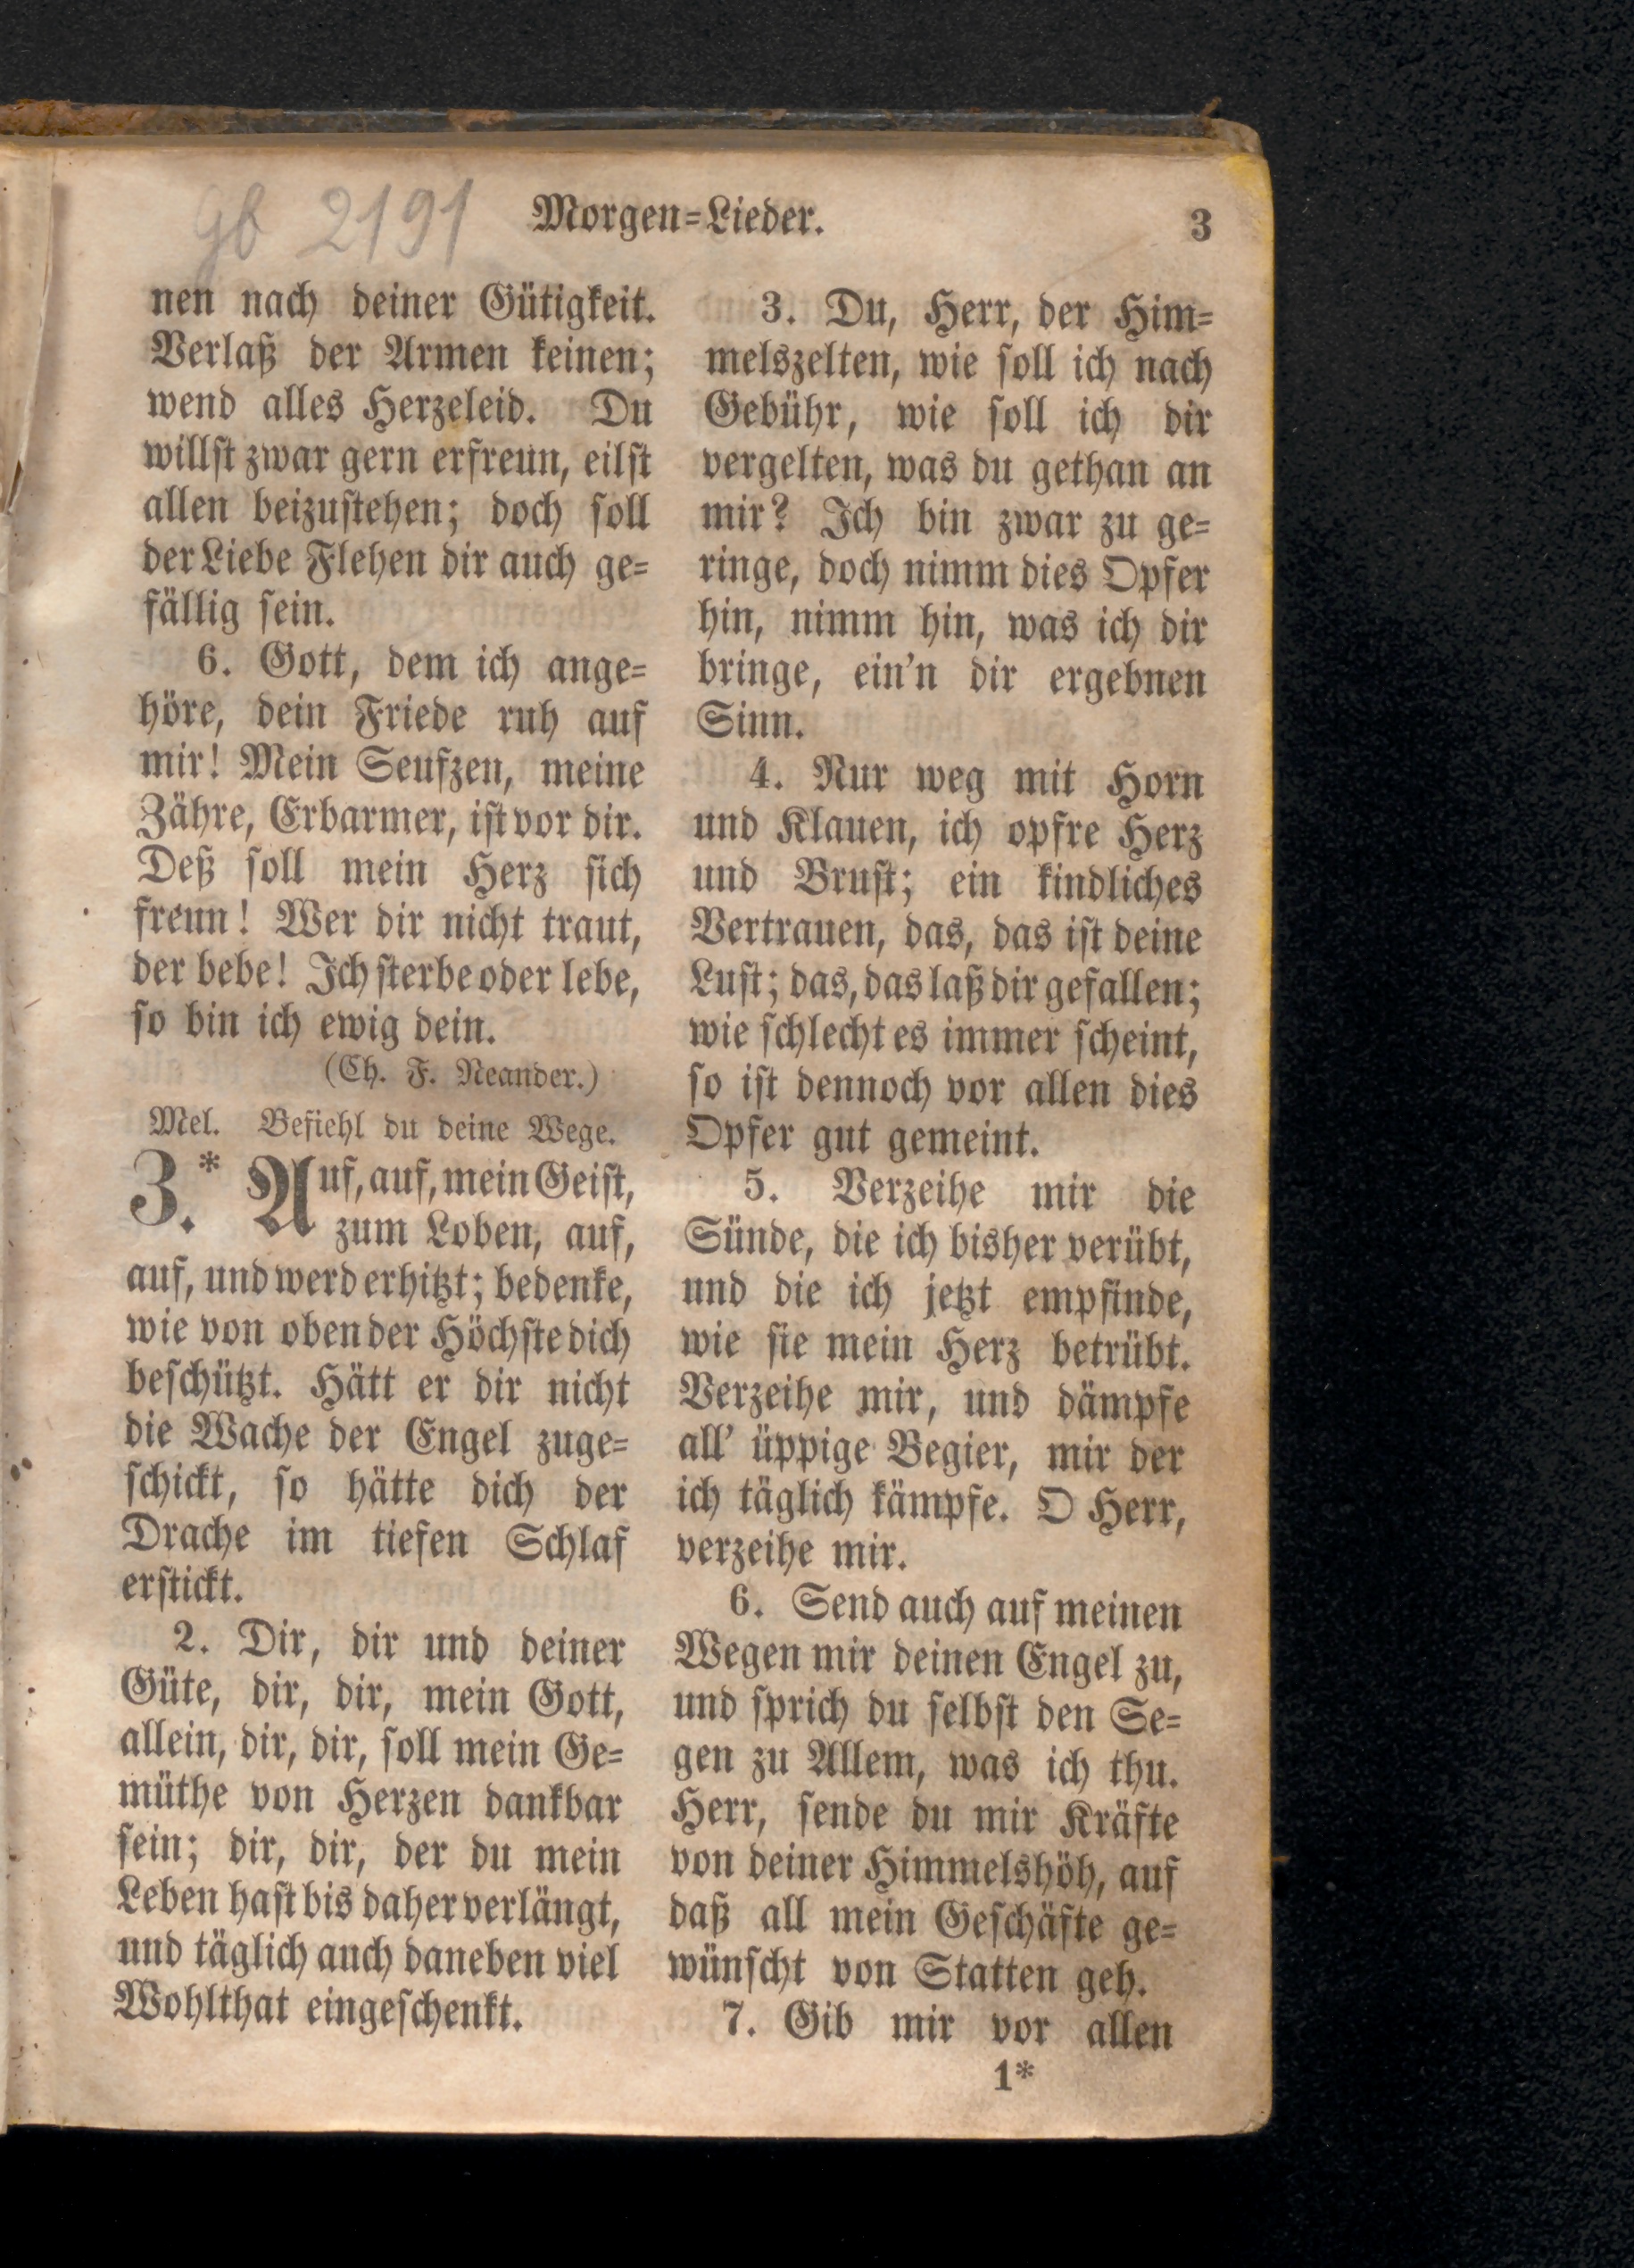 gb 2191
Morgen-Lieder.
3
nen nach deiner Gütigkeit.
Verlaß der Armen keinen;
wend alles Herzeleid. Du
willst zwar gern erfreun, eilst
allen beizustehen; doch soll
der Liebe Flehen dir auch ge-
fällig sein.
6. Gott, dem ich ange-
höre, dein Friede ruh auf
mir! Mein Seufzen, meine
Zähre, Erbarmer, ist vor dir.
Deß soll mein Herz sich
freun! Wer dir nicht traut,
der bebe! Ich sterbe oder lebe,
so bin ich ewig dein.
(Ch. F. Neander.)
Mel. Befiehl du deine Wege.
3.* Auf, auf, mein Geist,
zum Loben, auf,
auf, und werd erhitzt; bedenke,
wie von oben der Höchste dich
beschützt. Hätt er dir nicht
die Wache der Engel zuge-
schickt, so hätte dich der
Drache im tiefen Schlaf
erstickt.
2. Dir, dir und deiner
Güte, dir, dir, mein Gott,
allein, dir, dir, soll mein Ge-
müthe von Herzen dankbar
sein; dir, dir, der du mein
Leben hast bis daher verlängt,
und täglich auch daneben viel
Wohlthat eingeschenkt.
3. Du, Herr, der Him-
melszelten, wie soll ich nach
Gebühr, wie soll ich dir
vergelten, was du gethan an
mir? Ich bin zwar zu ge-
ringe, doch nimm dies Opfer
hin, nimm hin, was ich dir
bringe, ein'n dir ergebnen
Sinn.
4. Nur weg mit Horn
und Klauen, ich opfre Herz
und Brust; ein kindliches
Vertrauen, das, das ist deine
Lust; das, das laß dir gefallen;
wie schlecht es immer scheint,
so ist dennoch vor allen dies
Opfer gut gemeint.
5. Verzeihe mir die
Sünde, die ich bisher verübt,
und die ich jetzt empfinde,
wie sie mein Herz betrübt.
Verzeihe mir, und dämpfe
all' üppige Begier, mir der
ich täglich kämpfe. O Herr,
verzeihe mir.
6. Send auch auf meinen
Wegen mir deinen Engel zu,
und sprich du selbst den Se-
gen zu Allem, was ich thu.
Herr, sende du mir Kräfte
von deiner Himmelshöh, auf
daß all mein Geschäfte ge-
wünscht von Statten geh.
7. Gib mir vor allen
1*